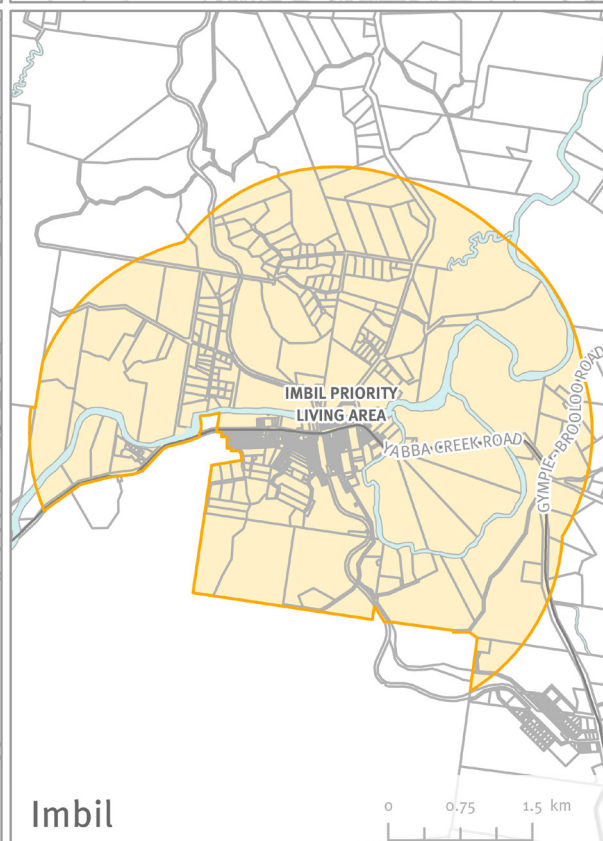 IMBIL PRIORITY
LIVING AREA
YABBA CREEK ROAD
GYMPIE-BROOLOO ROAD
Imbil
0 0.75 1.5 km